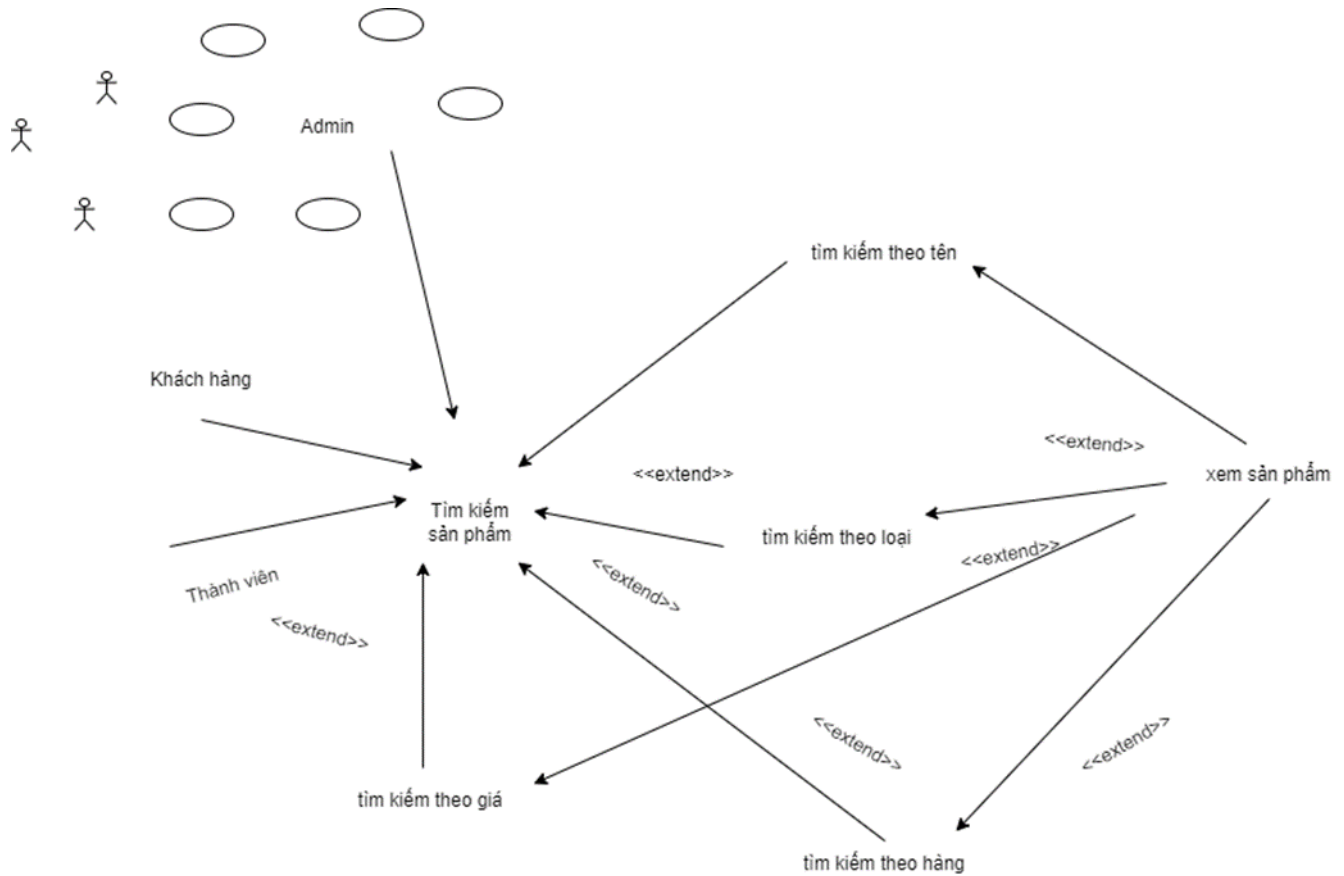 Admin
tìm kiếm theo tên
Khách hàng
<<extend>>
<<extend>>
xem sản phẩm
Tìm kiếm
sản phẩm
tìm kiếm theo loại
<<extend>>
<<extend>>
Thành viên
<<extend>>
<<extend>>
<<extend>>
tìm kiếm theo giá
tìm kiếm theo hàng